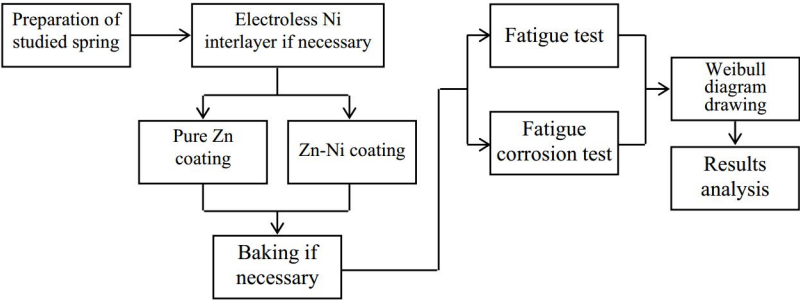 Preparation of
studied spring
Electroless Ni
interlayer if necessary
Pure Zn
coating
Zn-Ni coating
Baking if
necessary
Fatigue test
Fatigue
corrosion test
Weibull
diagram
drawing
Results
analysis